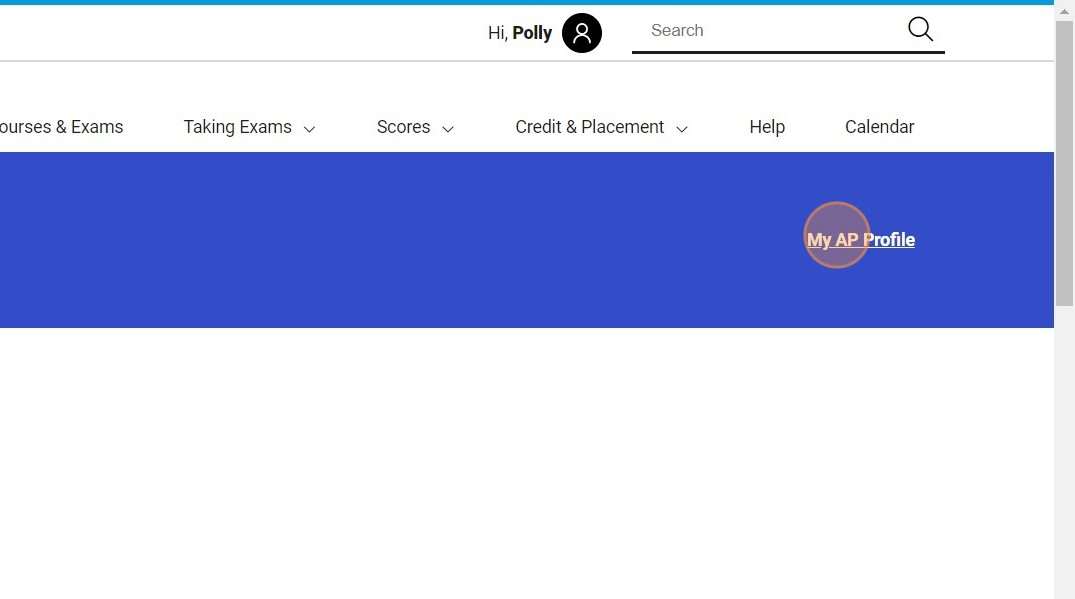 Hi, Polly
Search
ourses & Exams Taking Exams Scores Credit & Placement Help Calendar
My AP Profile